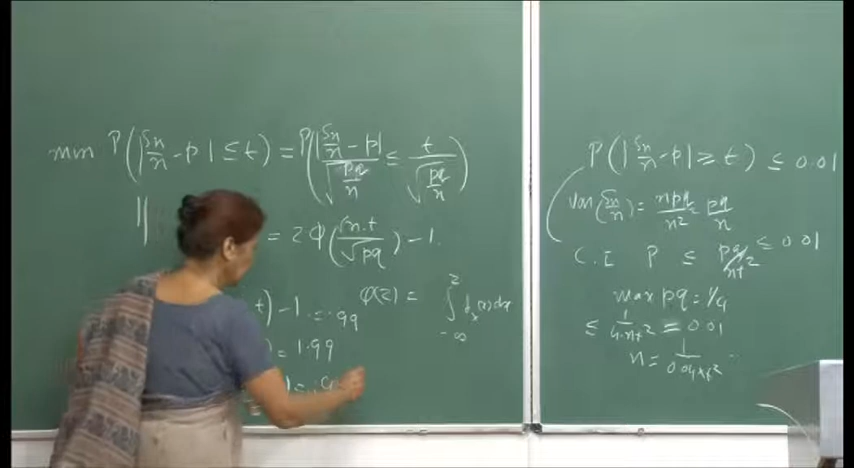 min P(|Sn/n - p| ≤ t) = P(|Sn/n - p| / √(pq/n) ≤ t / √(pq/n))
= 2φ(√n.t / √pq) - 1.
φ(z) = ∫_{-∞}^{z} f_x(x)dx
t) - 1 = .99
) = 1.99
P(|Sn/n - p| ≥ t) ≤ 0.01
Var(Sn/n) = npq/n² = pq/n
C.I P ≤ pq/nt² ≤ 0.01
max pq = 1/4
≤ 1/4.nt² = 0.01
n = 1/0.04×t²